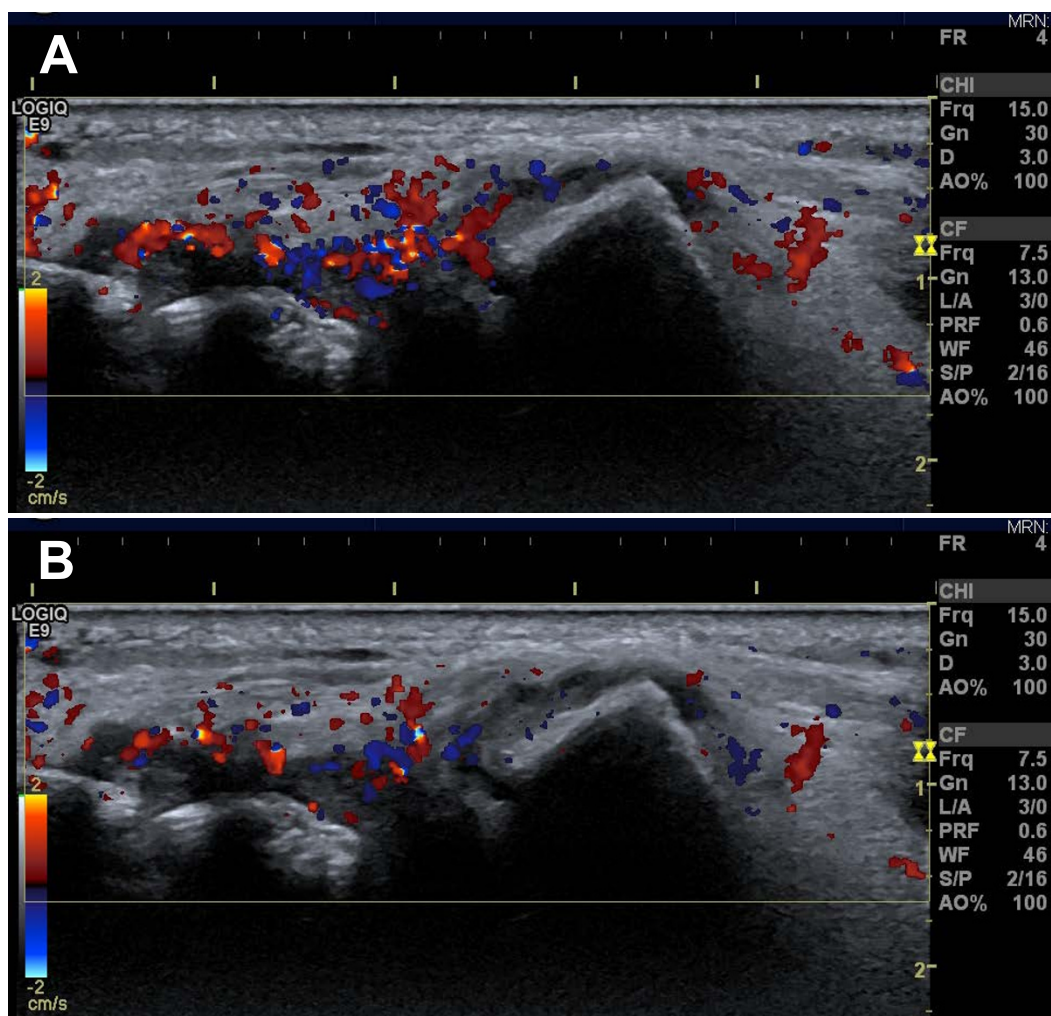 A
MRN:
FR 4
LOGIQ
E9
CHI
Frq 15.0
Gn 30
D 3.0
AO% 100
CF
Frq 7.5
Gn 13.0
L/A 3/0
PRF 0.6
WF 46
S/P 2/16
AO% 100
1
2
2
-2
cm/s
B
MRN:
FR 4
LOGIQ
E9
CHI
Frq 15.0
Gn 30
D 3.0
AO% 100
CF
Frq 7.5
Gn 13.0
L/A 3/0
PRF 0.6
WF 46
S/P 2/16
AO% 100
1
2
2
-2
cm/s